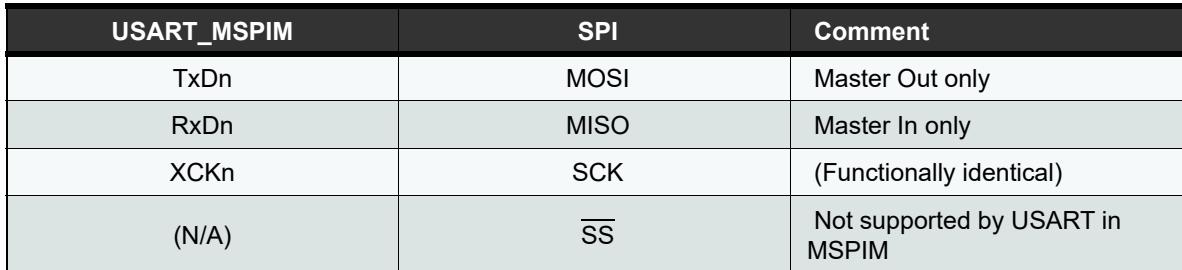 USART_MSPIM SPI Comment
TxDn MOSI Master Out only
RxDn MISO Master In only
XCKn SCK (Functionally identical)
(N/A) S̅S̅ Not supported by USART in
MSPIM